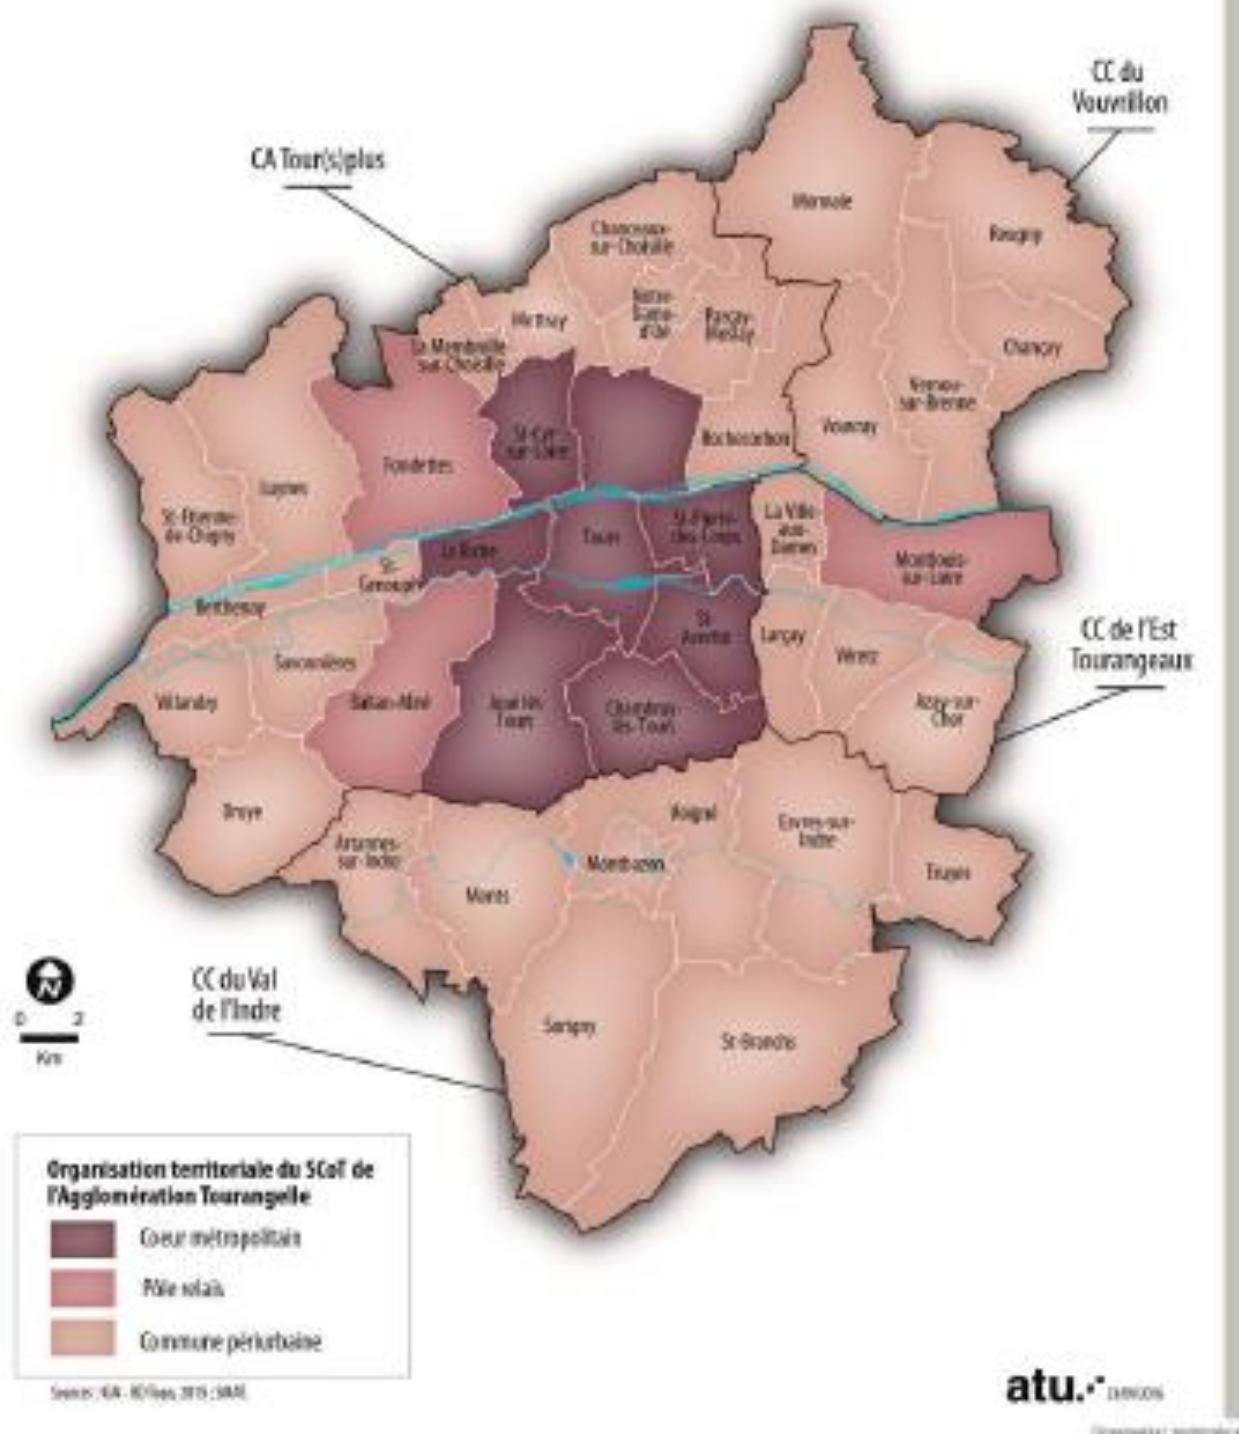 CC du
Vouvrillon
CA Tour(s)plus
Monnaie
Reugny
Chanceaux-
sur-Choisille
Notre-
Dame-
d'Oé
Parçay-
Meslay
Mettray
La Membrolle
sur Choisille
Chançay
Vernou-
sur-Brenne
Vouvray
Rochecorbon
St-Cyr
sur-Loire
Fondettes
Luynes
St-Etienne-
de-Chigny
La Riche
Tours
St-Pierre-
des-Corps
La Ville-
aux-
Dames
Montlouis-
sur-Loire
St-
Genouph
Berthenay
Savonnières
Villandry
Ballan-Miré
Joué lès
Tours
Chambray-
lès-Tours
St
Avertin
Larçay
Véretz
Azay-sur-
Cher
CC de l'Est
Tourangeaux
Druye
Artannes-
sur-Indre
Monts
Montbazon
Veigné
Esvres-sur-
Indre
Truyes
Sorigny
St-Branchs
CC du Val
de l'Indre
N
0 2
Km
Organisation territoriale du SCoT de
l'Agglomération Tourangelle
Coeur métropolitain
Pôle relais
Commune périurbaine
atu.